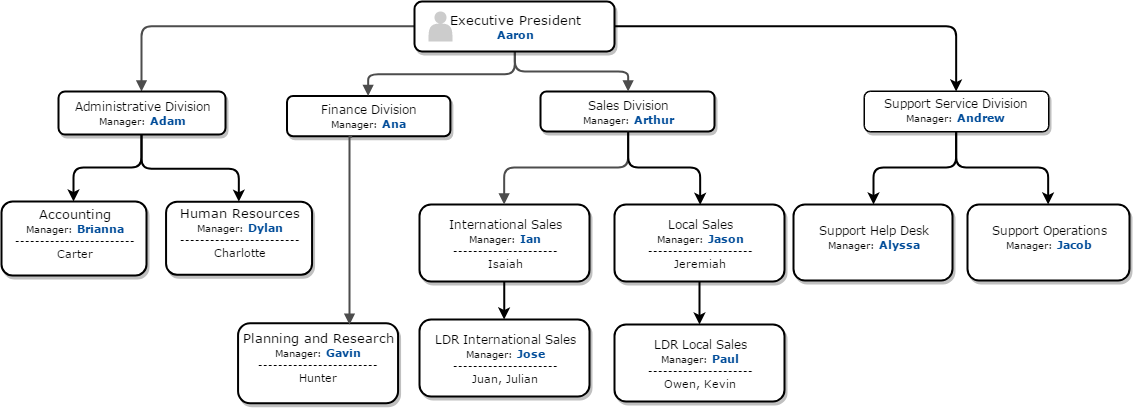 Executive President
Aaron
Administrative Division
Manager: Adam
Finance Division
Manager: Ana
Sales Division
Manager: Arthur
Support Service Division
Manager: Andrew
Accounting
Manager: Brianna
Carter
Human Resources
Manager: Dylan
Charlotte
International Sales
Manager: Ian
Isaiah
Local Sales
Manager: Jason
Jeremiah
Support Help Desk
Manager: Alyssa
Support Operations
Manager: Jacob
Planning and Research
Manager: Gavin
Hunter
LDR International Sales
Manager: Jose
Juan, Julian
LDR Local Sales
Manager: Paul
Owen, Kevin